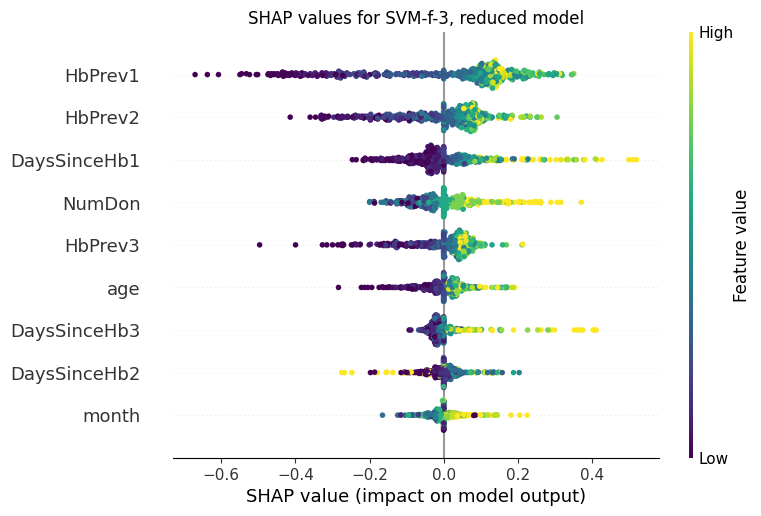 SHAP values for SVM-f-3, reduced model
High
HbPrev1
HbPrev2
DaysSinceHb1
NumDon
HbPrev3
age
DaysSinceHb3
DaysSinceHb2
month
Feature value
Low
−0.6 −0.4 −0.2 0.0 0.2 0.4
SHAP value (impact on model output)